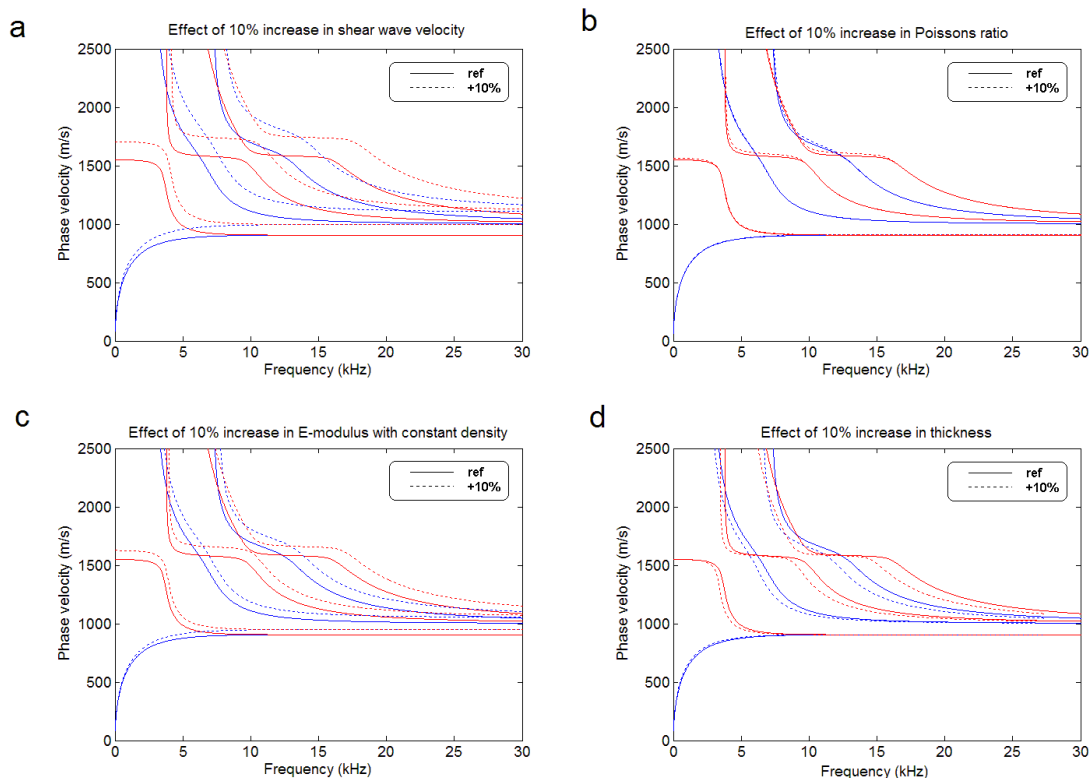 a
Effect of 10% increase in shear wave velocity
2500
2000
1500
1000
500
0
Phase velocity (m/s)
ref
+10%
0 5 10 15 20 25 30
Frequency (kHz)
b
Effect of 10% increase in Poissons ratio
2500
2000
1500
1000
500
0
Phase velocity (m/s)
ref
+10%
0 5 10 15 20 25 30
Frequency (kHz)
c
Effect of 10% increase in E-modulus with constant density
2500
2000
1500
1000
500
0
Phase velocity (m/s)
ref
+10%
0 5 10 15 20 25 30
Frequency (kHz)
d
Effect of 10% increase in thickness
2500
2000
1500
1000
500
0
Phase velocity (m/s)
ref
+10%
0 5 10 15 20 25 30
Frequency (kHz)